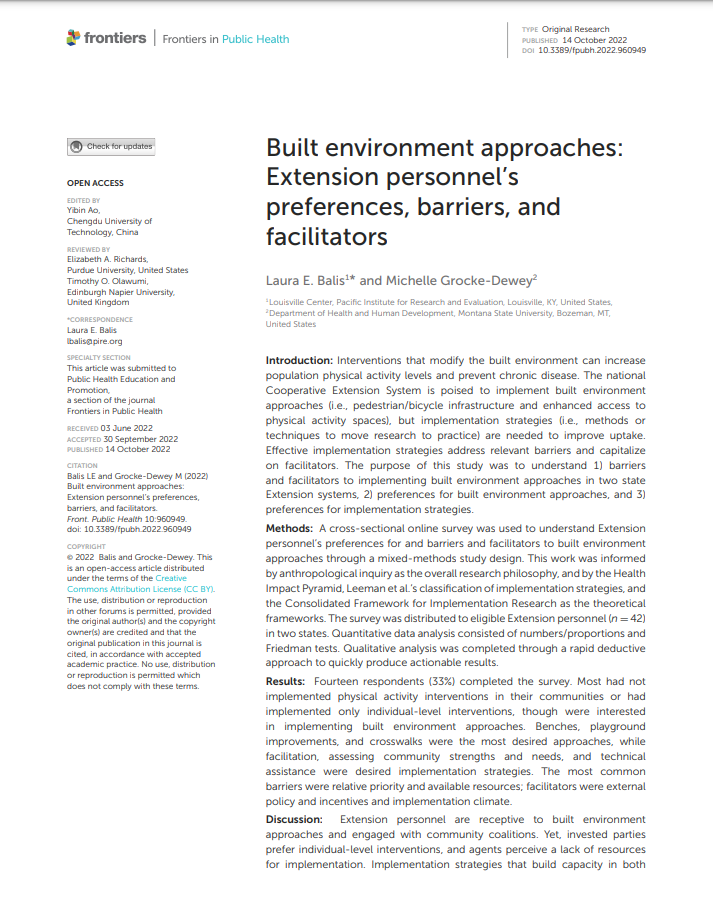 frontiers | Frontiers in Public Health
TYPE Original Research
PUBLISHED 14 October 2022
DOI 10.3389/fpubh.2022.960949
Check for updates
OPEN ACCESS
EDITED BY
Yibin Ao,
Chengdu University of
Technology, China
REVIEWED BY
Elizabeth A. Richards,
Purdue University, United States
Timothy O. Olawumi,
Edinburgh Napier University,
United Kingdom
*CORRESPONDENCE
Laura E. Balis
lbalis@pire.org
SPECIALTY SECTION
This article was submitted to
Public Health Education and
Promotion,
a section of the journal
Frontiers in Public Health
RECEIVED 03 June 2022
ACCEPTED 30 September 2022
PUBLISHED 14 October 2022
CITATION
Balis LE and Grocke-Dewey M (2022)
Built environment approaches:
Extension personnel's preferences,
barriers, and facilitators.
Front. Public Health 10:960949.
doi: 10.3389/fpubh.2022.960949
COPYRIGHT
© 2022 Balis and Grocke-Dewey. This
is an open-access article distributed
under the terms of the Creative
Commons Attribution License (CC BY).
The use, distribution or reproduction
in other forums is permitted, provided
the original author(s) and the copyright
owner(s) are credited and that the
original publication in this journal is
cited, in accordance with accepted
academic practice. No use, distribution
or reproduction is permitted which
does not comply with these terms.
Built environment approaches:
Extension personnel's
preferences, barriers, and
facilitators
Laura E. Balis¹* and Michelle Grocke-Dewey²
¹Louisville Center, Pacific Institute for Research and Evaluation, Louisville, KY, United States,
²Department of Health and Human Development, Montana State University, Bozeman, MT,
United States
Introduction: Interventions that modify the built environment can increase
population physical activity levels and prevent chronic disease. The national
Cooperative Extension System is poised to implement built environment
approaches (i.e., pedestrian/bicycle infrastructure and enhanced access to
physical activity spaces), but implementation strategies (i.e., methods or
techniques to move research to practice) are needed to improve uptake.
Effective implementation strategies address relevant barriers and capitalize
on facilitators. The purpose of this study was to understand 1) barriers
and facilitators to implementing built environment approaches in two state
Extension systems, 2) preferences for built environment approaches, and 3)
preferences for implementation strategies.
Methods: A cross-sectional online survey was used to understand Extension
personnel's preferences for and barriers and facilitators to built environment
approaches through a mixed-methods study design. This work was informed
by anthropological inquiry as the overall research philosophy, and by the Health
Impact Pyramid, Leeman et al.'s classification of implementation strategies, and
the Consolidated Framework for Implementation Research as the theoretical
frameworks. The survey was distributed to eligible Extension personnel (n = 42)
in two states. Quantitative data analysis consisted of numbers/proportions and
Friedman tests. Qualitative analysis was completed through a rapid deductive
approach to quickly produce actionable results.
Results: Fourteen respondents (33%) completed the survey. Most had not
implemented physical activity interventions in their communities or had
implemented only individual-level interventions, though were interested
in implementing built environment approaches. Benches, playground
improvements, and crosswalks were the most desired approaches, while
facilitation, assessing community strengths and needs, and technical
assistance were desired implementation strategies. The most common
barriers were relative priority and available resources; facilitators were external
policy and incentives and implementation climate.
Discussion: Extension personnel are receptive to built environment
approaches and engaged with community coalitions. Yet, invested parties
prefer individual-level interventions, and agents perceive a lack of resources
for implementation. Implementation strategies that build capacity in both